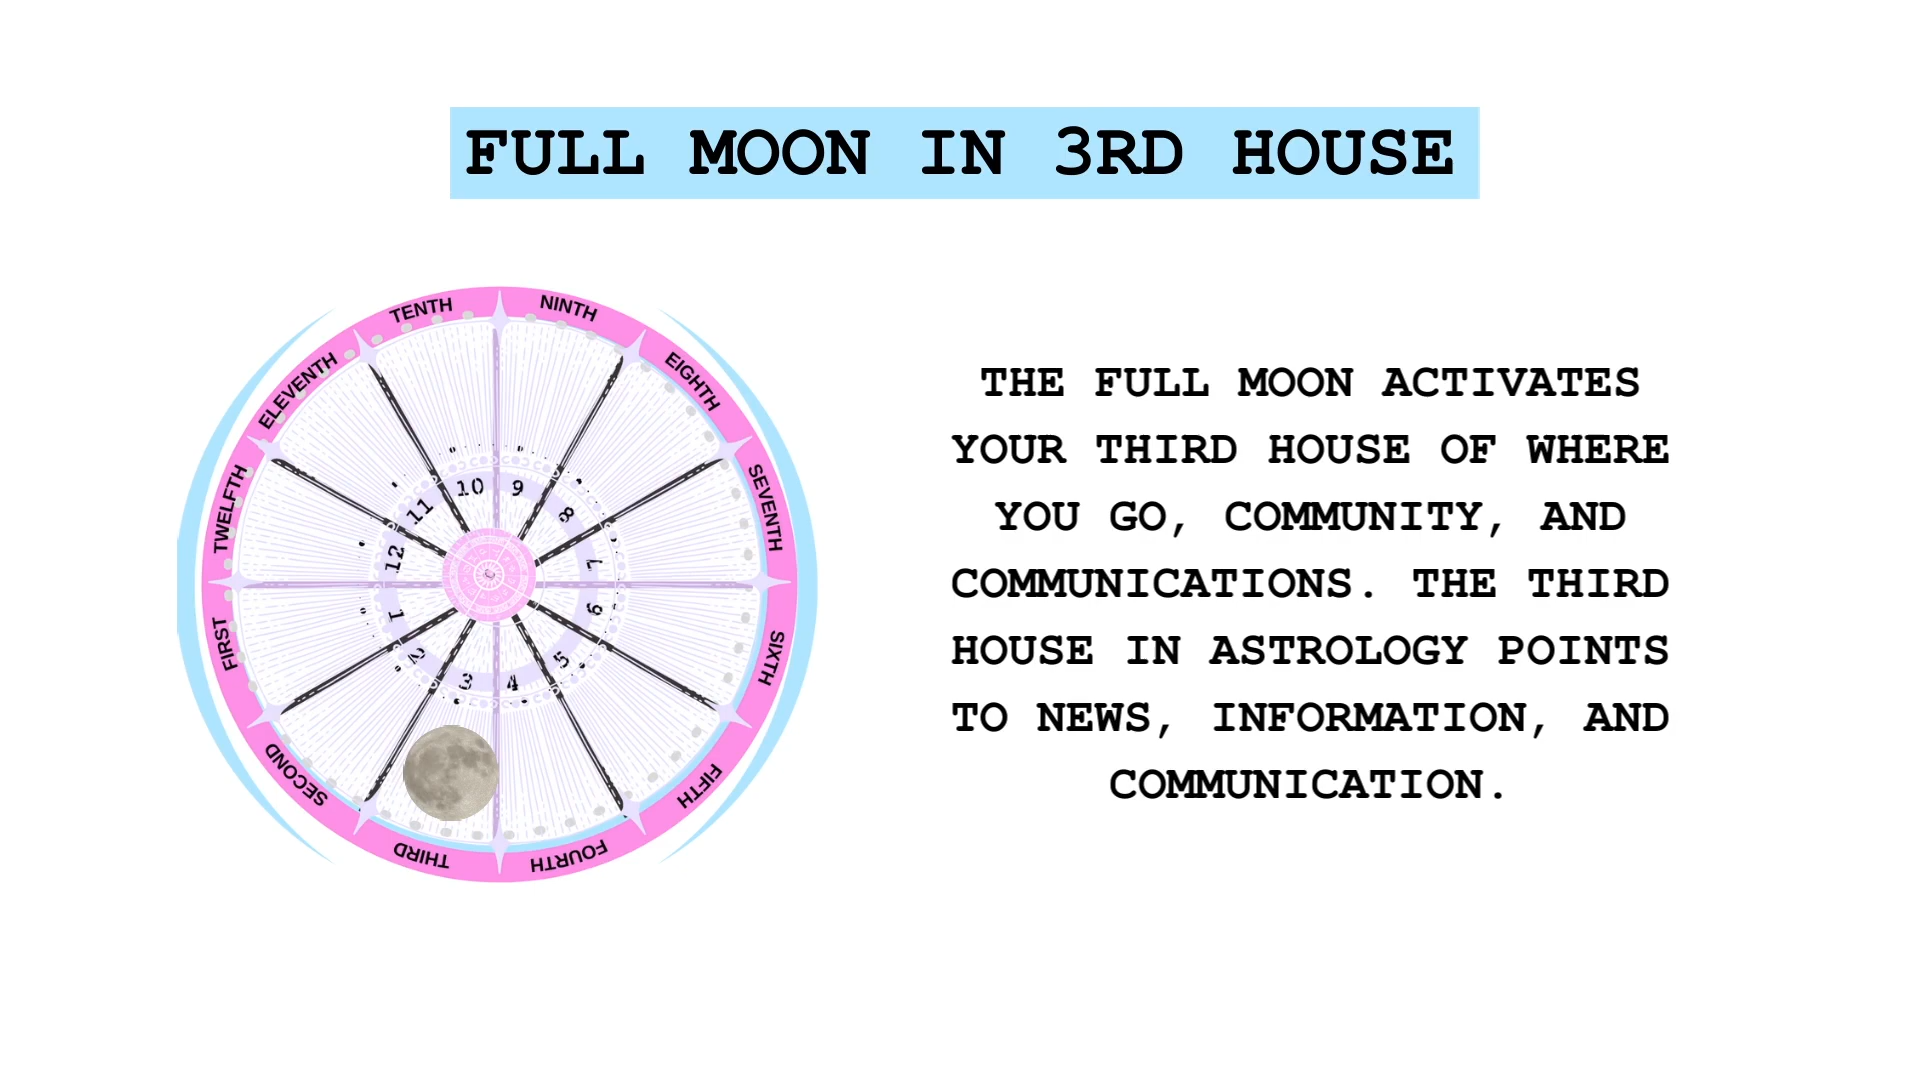 FULL MOON IN 3RD HOUSE
TENTH
NINTH
ELEVENTH
EIGHTH
TWELFTH
SEVENTH
FIRST
SIXTH
SECOND
FIFTH
THIRD
FOURTH
10
9
11
8
12
7
1
6
2
5
3
4
THE FULL MOON ACTIVATES
YOUR THIRD HOUSE OF WHERE
YOU GO, COMMUNITY, AND
COMMUNICATIONS. THE THIRD
HOUSE IN ASTROLOGY POINTS
TO NEWS, INFORMATION, AND
COMMUNICATION.